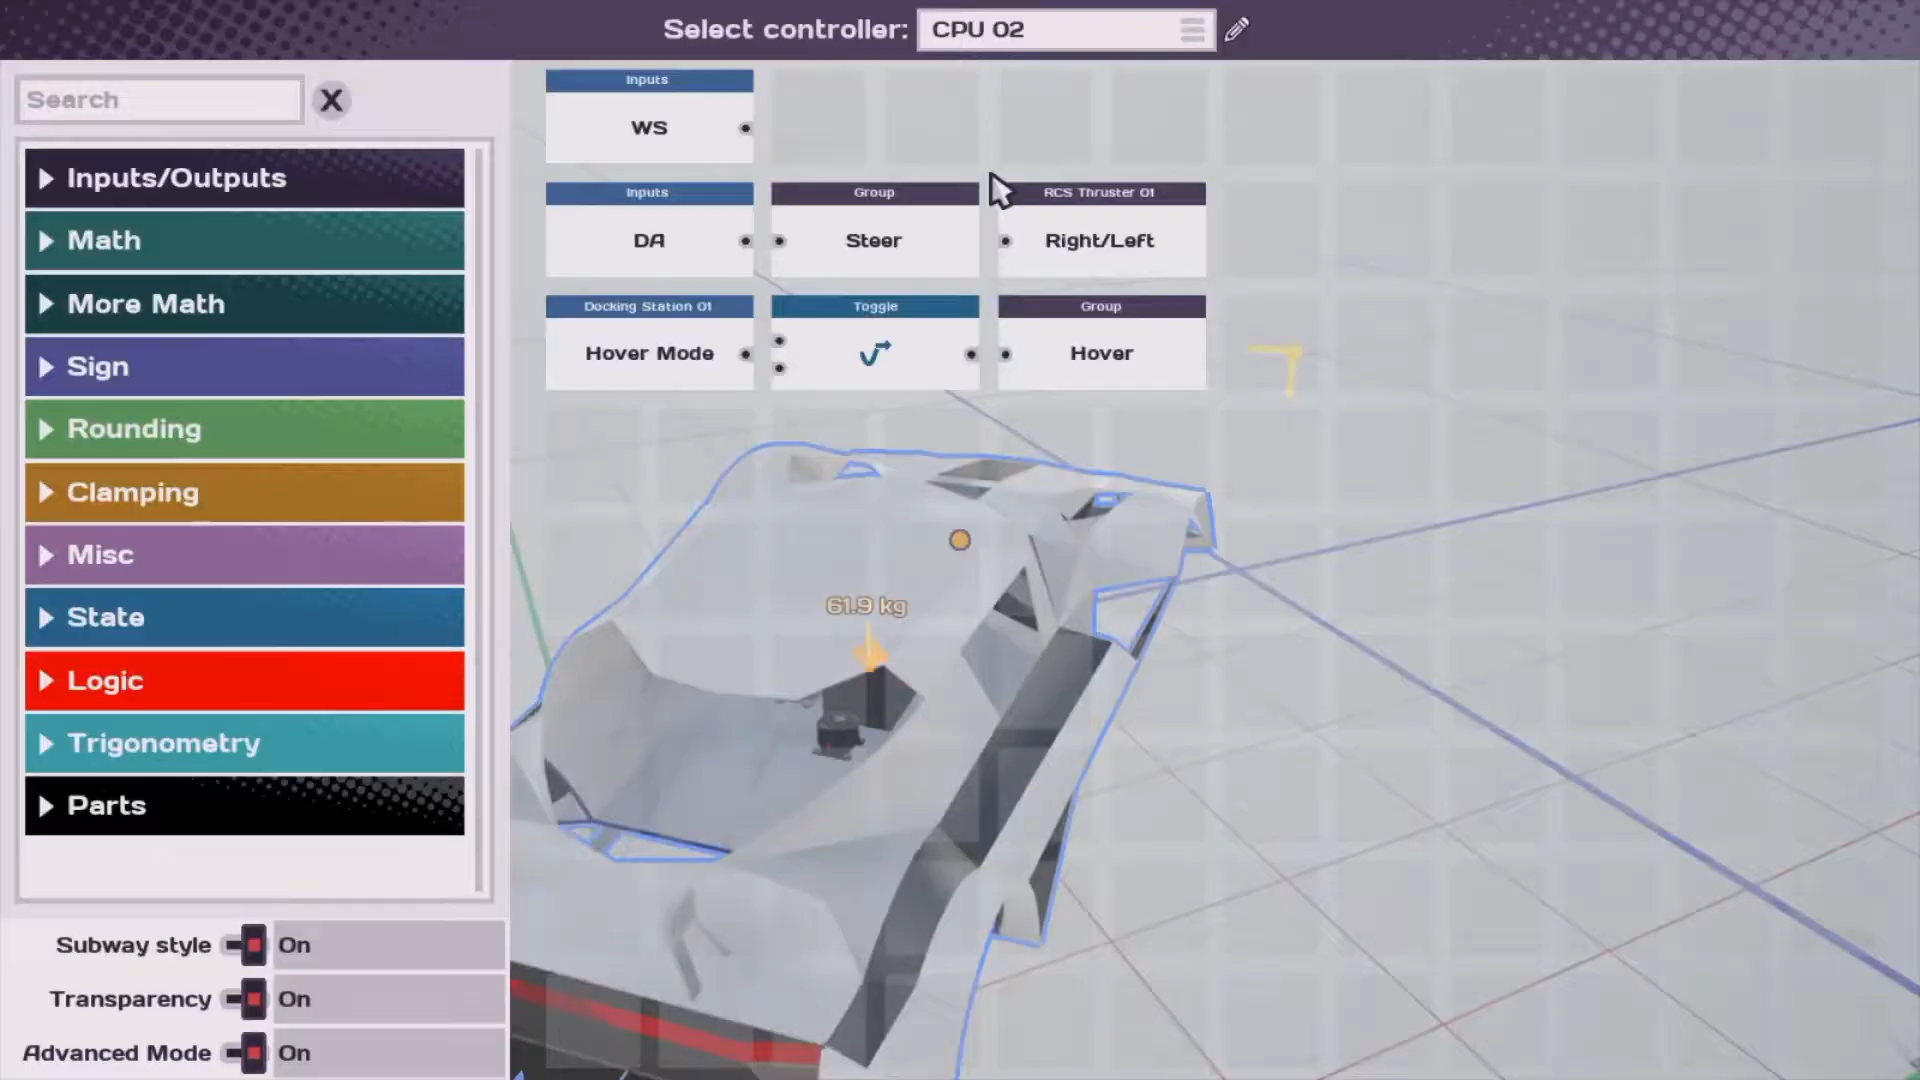 Select controller: CPU 02
Search X
Inputs/Outputs
Math
More Math
Sign
Rounding
Clamping
Misc
State
Logic
Trigonometry
Parts
Subway style On
Transparency On
Advanced Mode On
Inputs
WS
Inputs Group RCS Thruster 01
DA Steer Right/Left
Docking Station 01 Toggle Group
Hover Mode Hover
61.9 kg